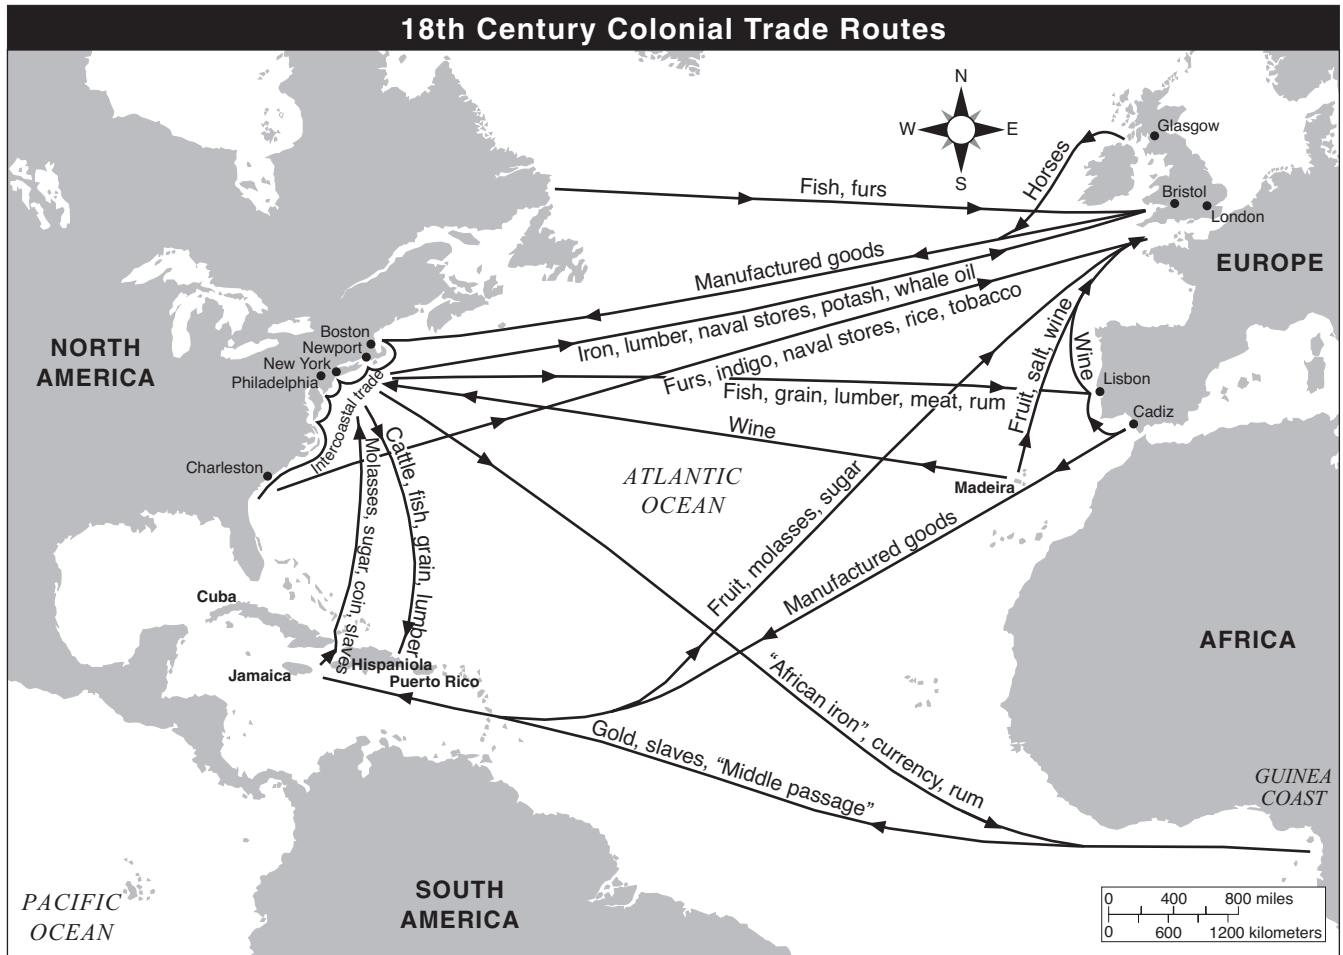 18th Century Colonial Trade Routes
N
W
E
S
Glasgow
Horses
Fish, furs
Bristol
London
EUROPE
Manufactured goods
Iron, lumber, naval stores, potash, whale oil
Furs, indigo, naval stores, rice, tobacco
Boston
Newport
New York
Philadelphia
NORTH
AMERICA
Intercoastal trade
Fish, grain, lumber, meat, rum
Fruit, salt, wine
Wine
Lisbon
Cadiz
Wine
Charleston
Madeira
ATLANTIC
OCEAN
Molasses, sugar, coin, slaves
Cattle, fish, grain, lumber
Fruit, molasses, sugar
Manufactured goods
Cuba
Jamaica
Hispaniola
Puerto Rico
AFRICA
“African iron”, currency, rum
Gold, slaves, “Middle passage”
GUINEA
COAST
SOUTH
AMERICA
PACIFIC
OCEAN
0 400 800 miles
0 600 1200 kilometers